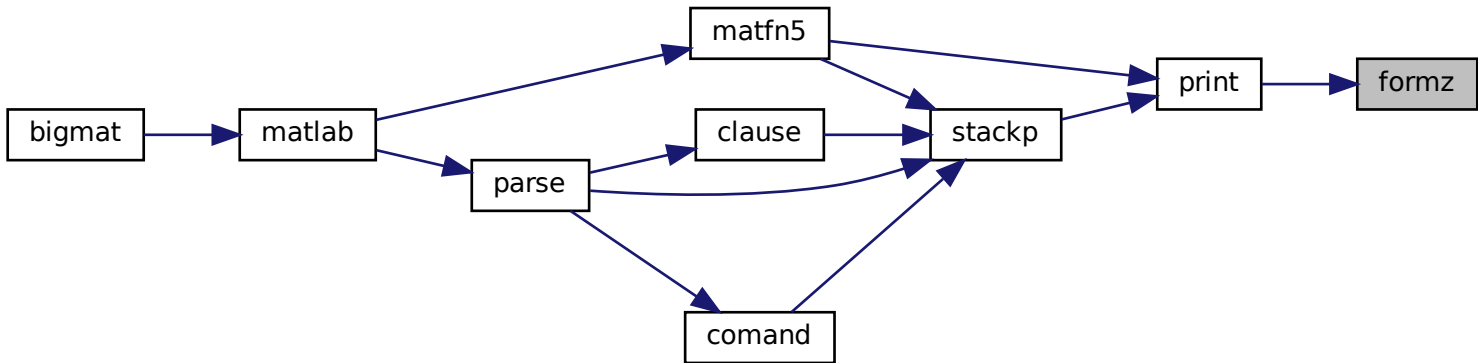 bigmat
matlab
matfn5
parse
clause
comand
stackp
print
formz